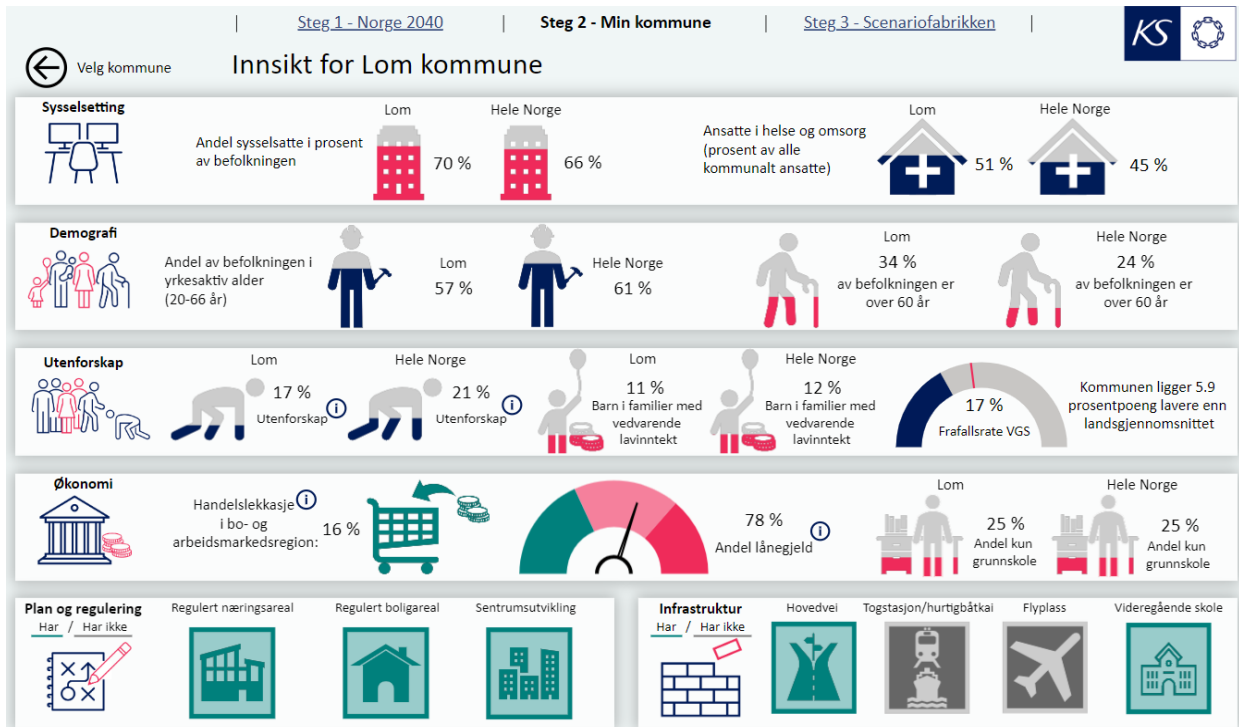 Steg 1 - Norge 2040
Steg 2 - Min kommune
Steg 3 - Scenariofabrikken
KS
Velg kommune
Innsikt for Lom kommune
Sysselsetting
Andel sysselsatte i prosent
av befolkningen
Lom
70 %
Hele Norge
66 %
Ansatte i helse og omsorg
(prosent av alle
kommunalt ansatte)
Lom
51 %
Hele Norge
45 %
Demografi
Andel av befolkningen i
yrkesaktiv alder
(20-66 år)
Lom
57 %
Hele Norge
61 %
Lom
34 %
av befolkningen er
over 60 år
Hele Norge
24 %
av befolkningen er
over 60 år
Utenforskap
Lom
17 %
Utenforskap
i
Hele Norge
21 %
Utenforskap
i
Lom
11 %
Barn i familier med
vedvarende
lavinntekt
Hele Norge
12 %
Barn i familier med
vedvarende
lavinntekt
17 %
Frafallsrate VGS
Kommunen ligger 5.9
prosentpoeng lavere enn
landsgjennomsnittet
Økonomi
Handelslekkasje
i
i bo- og
arbeidsmarkedsregion:
16 %
78 %
Andel lånegjeld
i
Lom
25 %
Andel kun
grunnskole
Hele Norge
25 %
Andel kun
grunnskole
Plan og regulering
Har / Har ikke
Regulert næringsareal
Regulert boligareal
Sentrumsutvikling
Infrastruktur
Har / Har ikke
Hovedvei
Togstasjon/hurtigbåtkai
Flyplass
Videregående skole